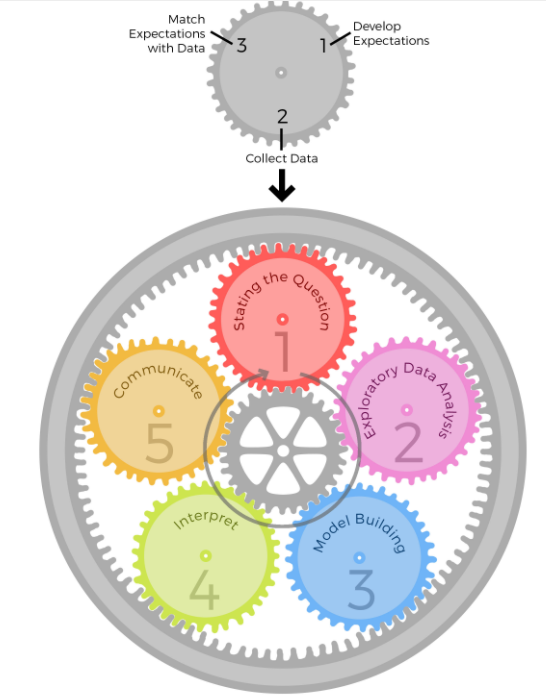 Match
Expectations
with Data
3
1
Develop
Expectations
2
Collect Data
Stating the Question
1
Communicate
5
Exploratory Data Analysis
2
Interpret
4
Model Building
3